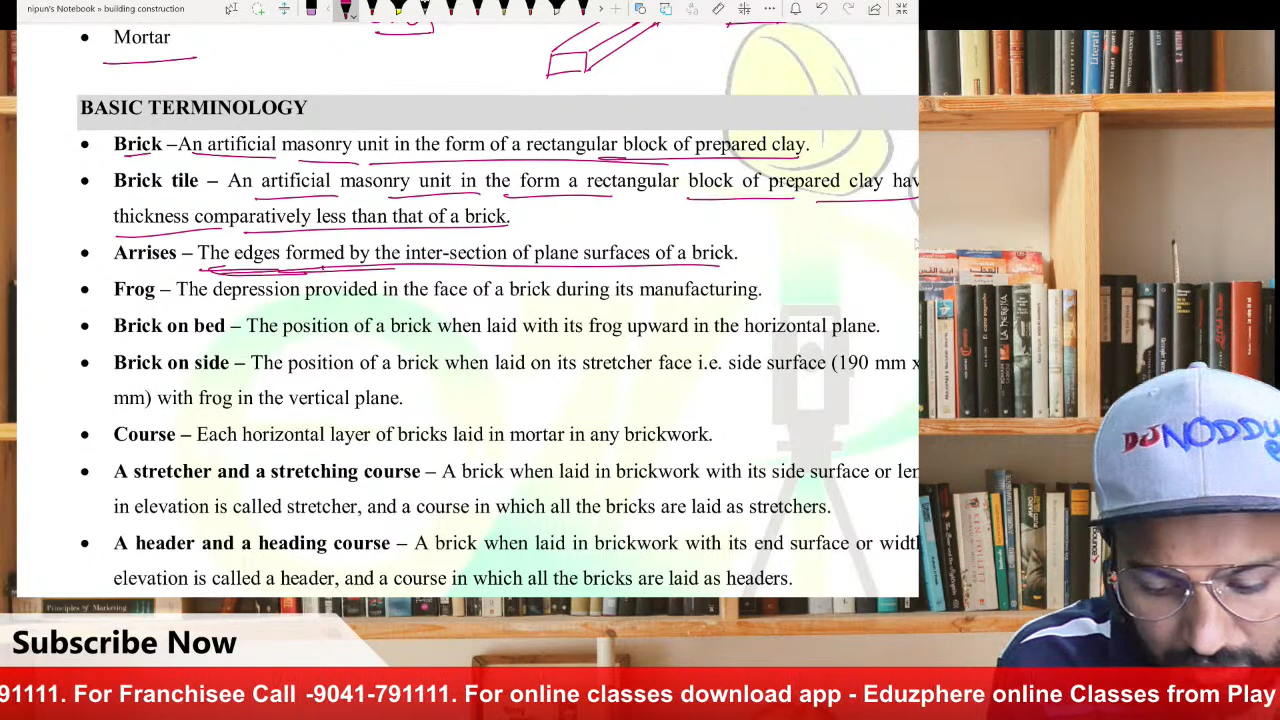 nipun's Notebook » building construction
• Mortar
BASIC TERMINOLOGY
• Brick –An artificial masonry unit in the form of a rectangular block of prepared clay.
• Brick tile – An artificial masonry unit in the form a rectangular block of prepared clay hav
thickness comparatively less than that of a brick.
• Arrises – The edges formed by the inter-section of plane surfaces of a brick.
• Frog – The depression provided in the face of a brick during its manufacturing.
• Brick on bed – The position of a brick when laid with its frog upward in the horizontal plane.
• Brick on side – The position of a brick when laid on its stretcher face i.e. side surface (190 mm x
mm) with frog in the vertical plane.
• Course – Each horizontal layer of bricks laid in mortar in any brickwork.
• A stretcher and a stretching course – A brick when laid in brickwork with its side surface or len
in elevation is called stretcher, and a course in which all the bricks are laid as stretchers.
• A header and a heading course – A brick when laid in brickwork with its end surface or width
elevation is called a header, and a course in which all the bricks are laid as headers.
DJ NODDY
Principles of Marketing
Subscribe Now
91111. For Franchisee Call -9041-791111. For online classes download app - Eduzphere online Classes from Play